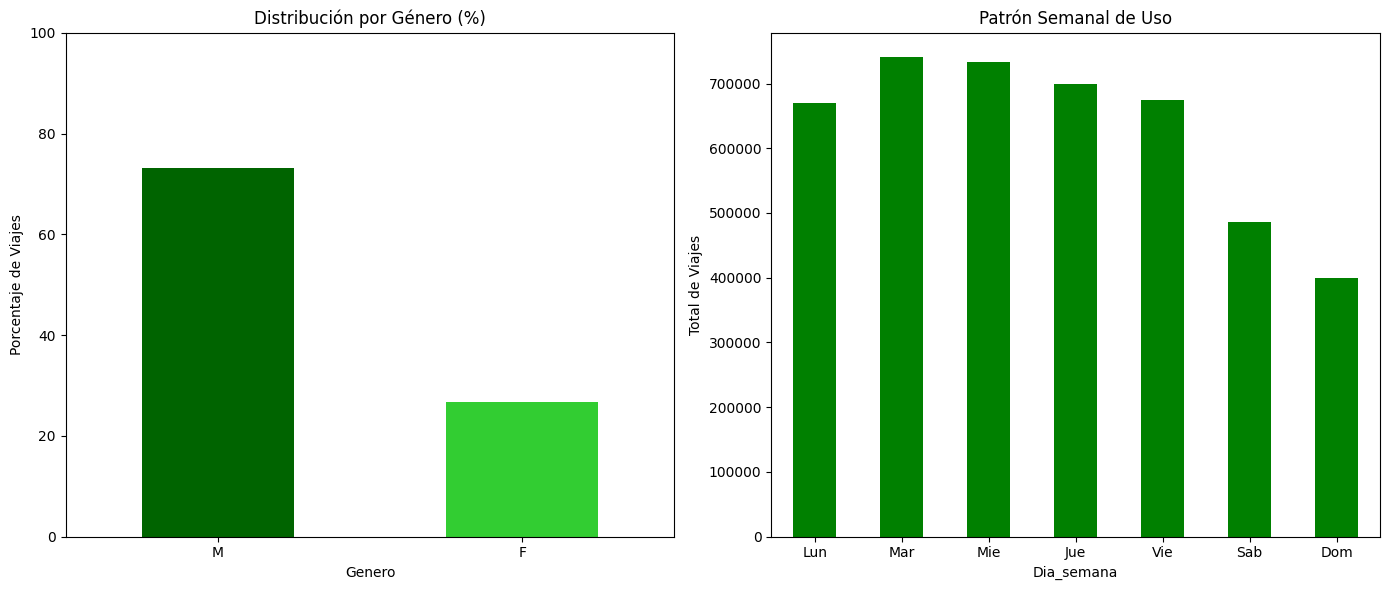 Distribución por Género (%)
Porcentaje de Viajes
100
80
60
40
20
0
M F
Genero
Patrón Semanal de Uso
Total de Viajes
700000
600000
500000
400000
300000
200000
100000
0
Lun Mar Mie Jue Vie Sab Dom
Dia_semana